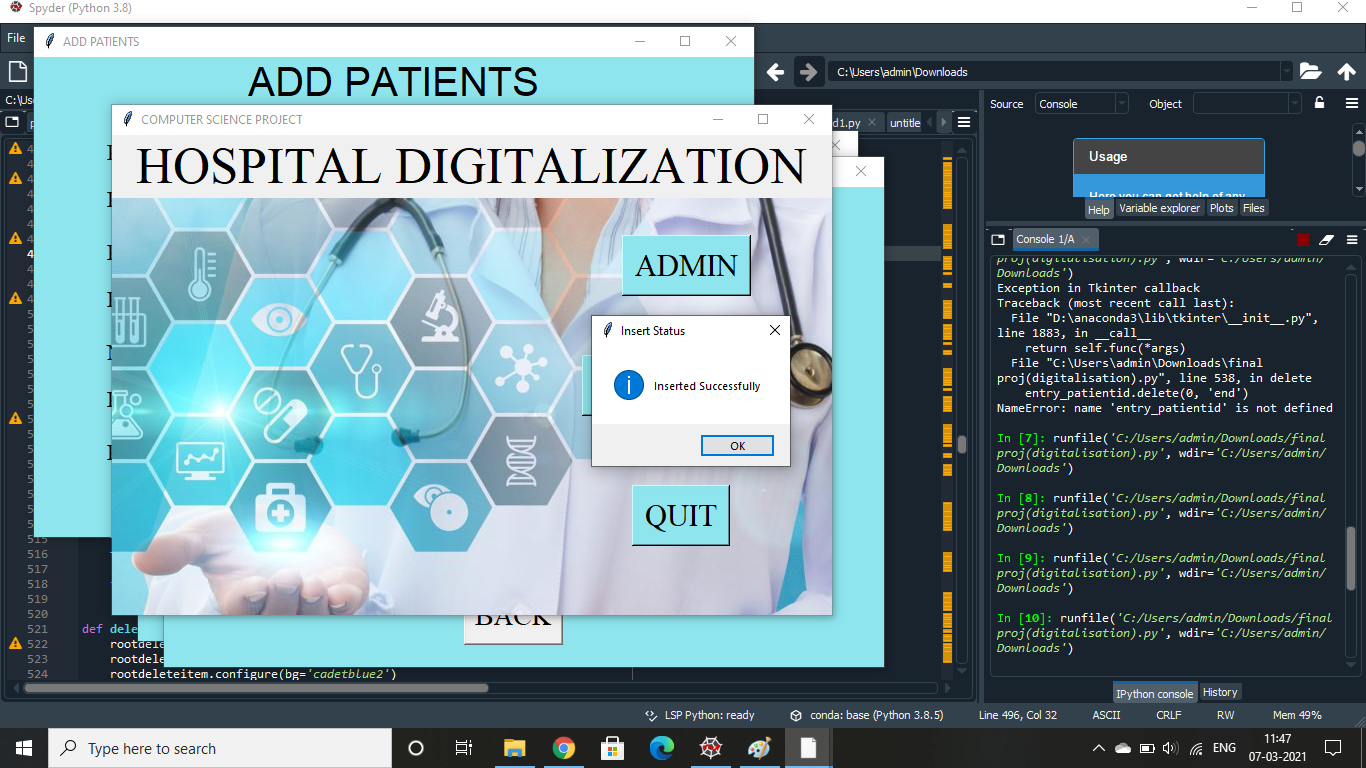 Spyder (Python 3.8)
File
ADD PATIENTS
ADD PATIENTS
C:\Users\admin\Downloads
COMPUTER SCIENCE PROJECT
HOSPITAL DIGITALIZATION
ADMIN
Insert Status
Inserted Successfully
OK
QUIT
BACK
d1.py
untitle
515
516
517
518
519
520
521 def dele
522 rootdele
523 rootdele
524 rootdeleteitem.configure(bg='cadetblue2')
Source Console Object
Usage
Here you can get help of any
Help Variable explorer Plots Files
Console 1/A
proj(digitalisation).py', wdir='C:/Users/admin/
Downloads')
Exception in Tkinter callback
Traceback (most recent call last):
File "D:\anaconda3\lib\tkinter\__init__.py",
line 1883, in __call__
return self.func(*args)
File "C:\Users\admin\Downloads\final
proj(digitalisation).py", line 538, in delete
entry_patientid.delete(0, 'end')
NameError: name 'entry_patientid' is not defined
In [7]: runfile('C:/Users/admin/Downloads/final
proj(digitalisation).py', wdir='C:/Users/admin/
Downloads')
In [8]: runfile('C:/Users/admin/Downloads/final
proj(digitalisation).py', wdir='C:/Users/admin/
Downloads')
In [9]: runfile('C:/Users/admin/Downloads/final
proj(digitalisation).py', wdir='C:/Users/admin/
Downloads')
In [10]: runfile('C:/Users/admin/Downloads/final
proj(digitalisation).py', wdir='C:/Users/admin/
Downloads')
IPython console History
LSP Python: ready conda: base (Python 3.8.5) Line 496, Col 32 ASCII CRLF RW Mem 49%
Type here to search
ENG
11:47
07-03-2021